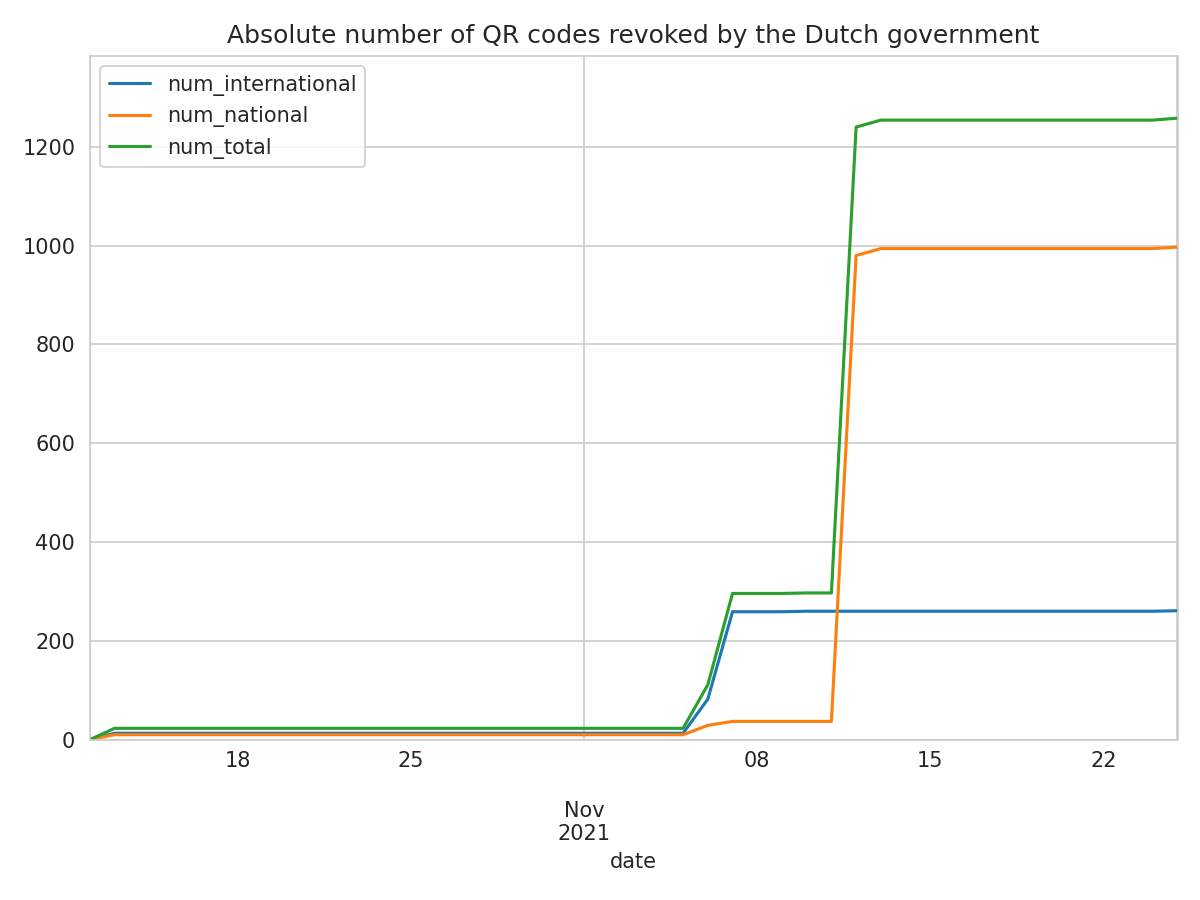 Absolute number of QR codes revoked by the Dutch government
num_international
num_national
num_total
1200
1000
800
600
400
200
0
18
25
08
15
22
Nov
2021
date